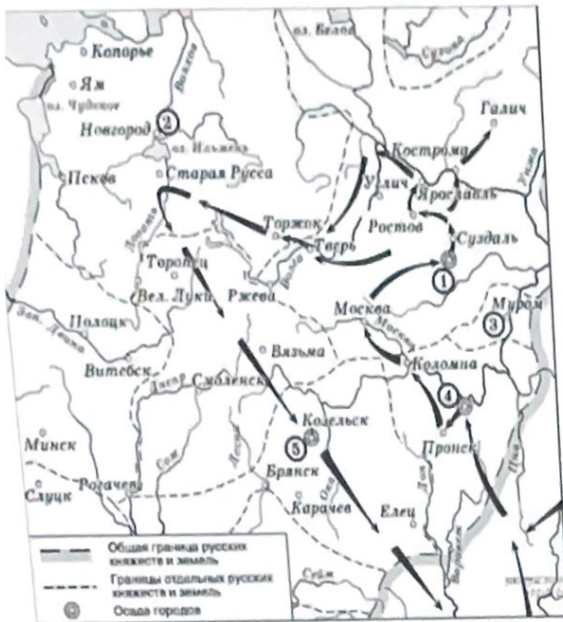 оз. Белое
Сухона
Копорье
Волхов
Ям
оз. Чудское
Галич
Новгород
2
оз. Ильмень
Кострома
Унжа
Псков
Старая Русса
Углич
Ярославль
Ростов
Ловать
Торжок
Тверь
Суздаль
Волга
Торопец
1
Вел. Луки
Ржева
Москва
Муром
3
Зап. Двина
Полоцк
Москва
Витебск
Вязьма
Коломна
Днепр
Смоленск
4
Козельск
Минск
5
Пронск
Сож
Десна
Брянск
Дон
Цна
Слуцк
Рогачев
Ока
Карачев
Елец
Воронеж
Сейм
Общая граница русских
княжеств и земель
Границы отдельных русских
княжеств и земель
Осада городов